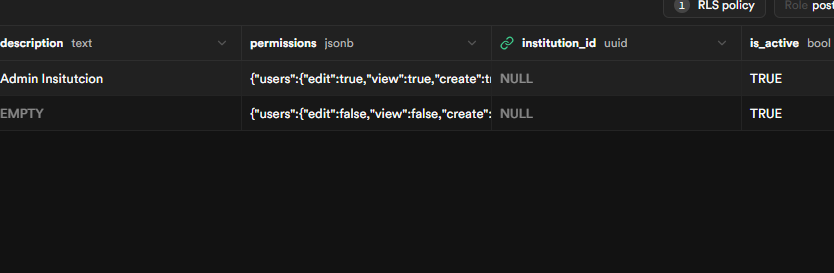 1 RLS policy Role post
description text permissions jsonb institution_id uuid is_active bool
Admin Insitutcion {"users":{"edit":true,"view":true,"create":tr NULL TRUE
EMPTY {"users":{"edit":false,"view":false,"create": NULL TRUE